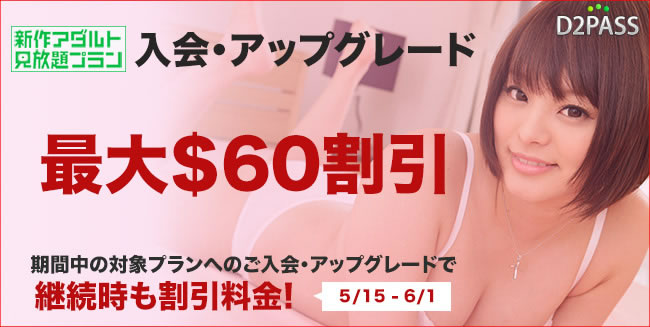 新作アダルト
見放題プラン
入会・アップグレード
D2PASS
最大$60割引
期間中の対象プランへのご入会・アップグレードで
継続時も割引料金!
5/15 - 6/1